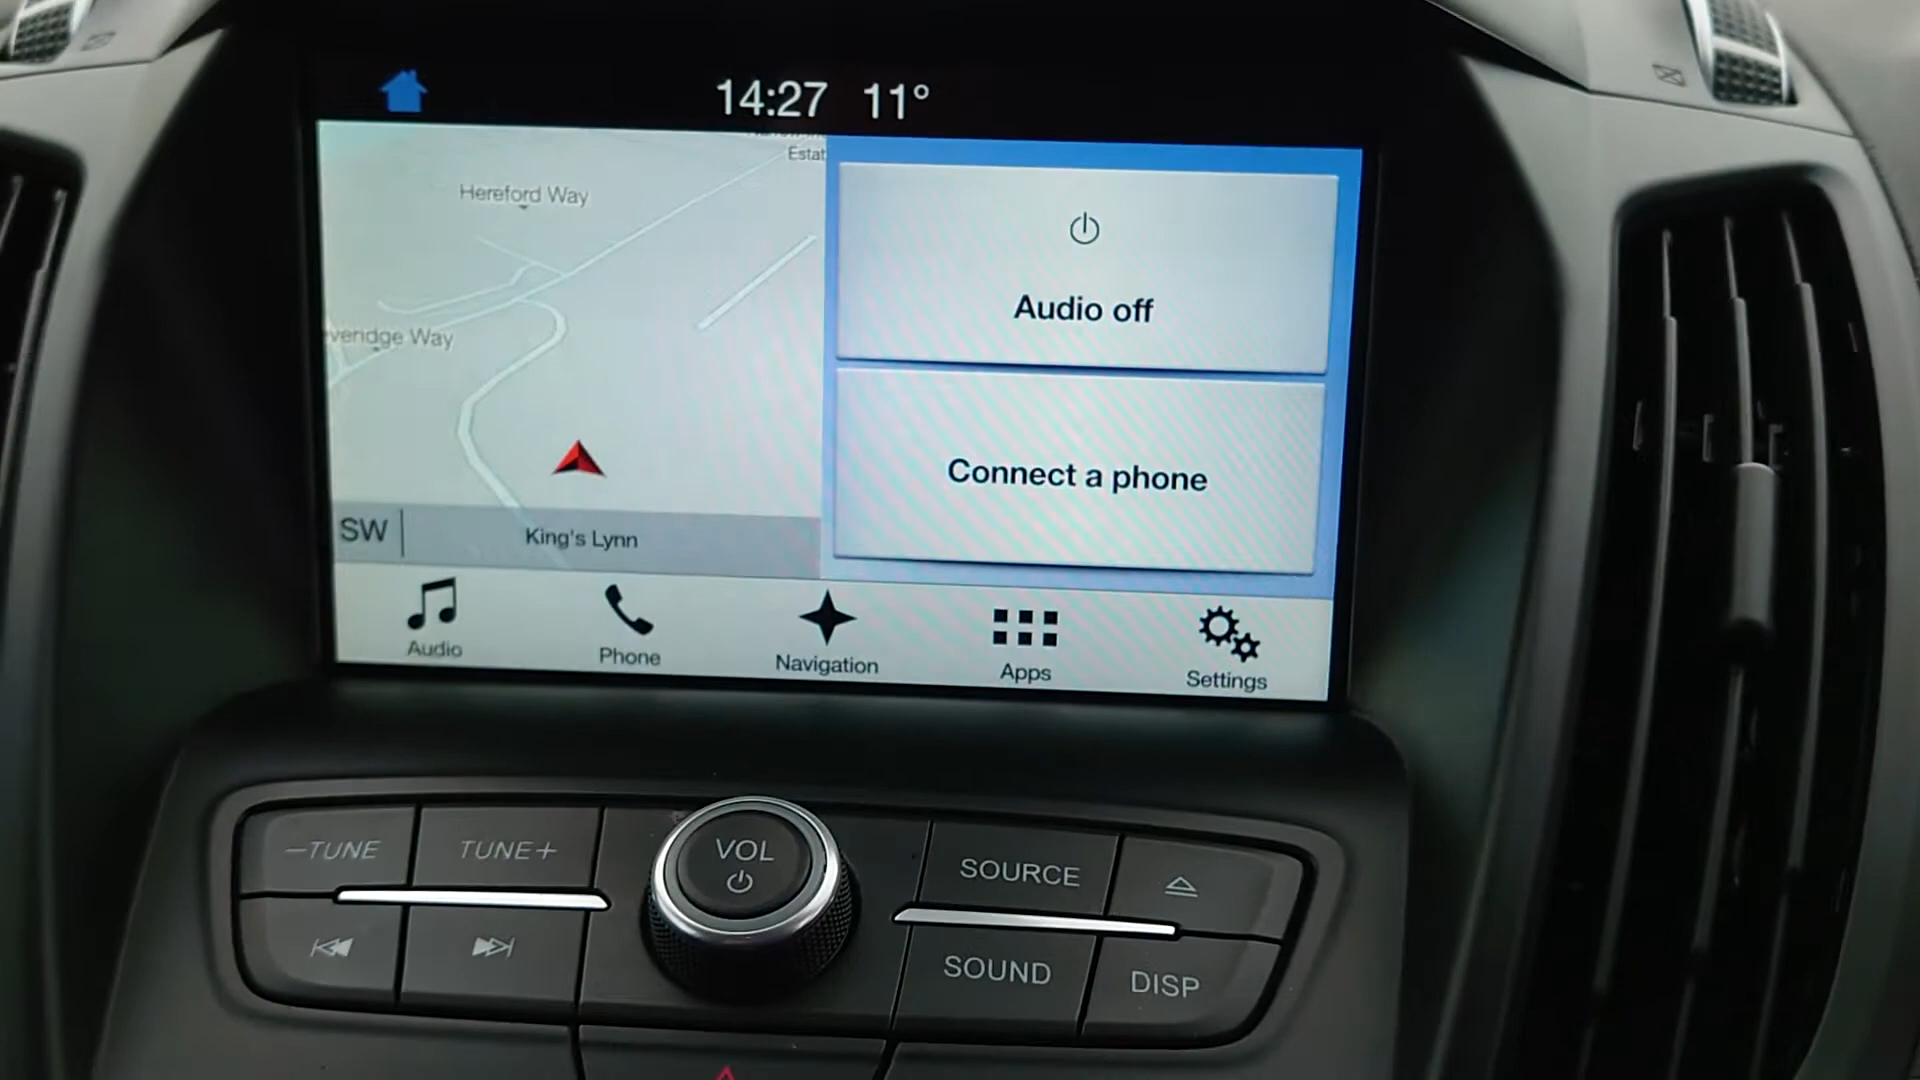 14:27 11°
Estat
Hereford Way
Audio off
vendge Way
Connect a phone
SW
King's Lynn
Audio
Phone
Navigation
Apps
Settings
–TUNE
TUNE+
VOL
SOURCE
SOUND
DISP